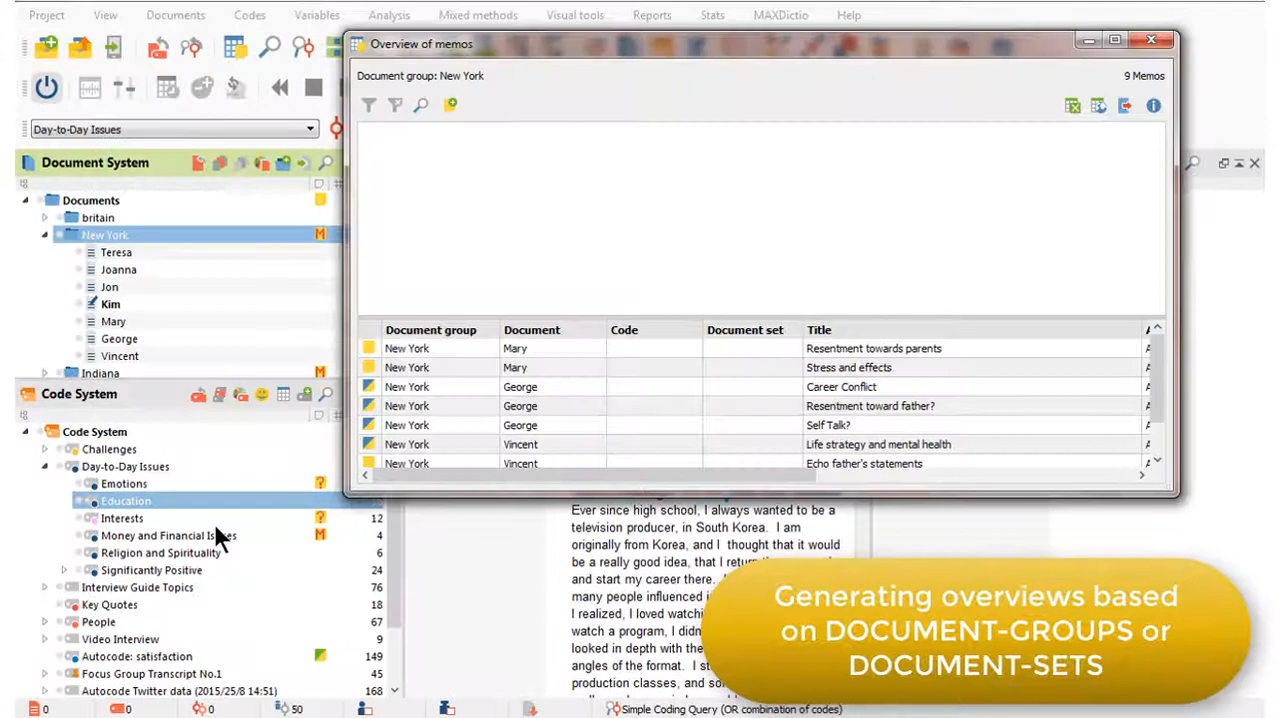 Project View Documents Codes Variables Analysis Mixed methods Visual tools Reports Stats MAXDictio Help
Overview of memos
Document group: New York
9 Memos
Day-to-Day Issues
Document System
Documents
britain
New York
Teresa
Joanna
Jon
Kim
Mary
George
Vincent
Indiana
Document group Document Code Document set Title
New York Mary Resentment towards parents
New York Mary Stress and effects
New York George Career Conflict
New York George Resentment toward father?
New York George Self Talk?
New York Vincent Life strategy and mental health
New York Vincent Echo father's statements
Code System
Code System
Challenges
Day-to-Day Issues
Emotions
Education
Interests 12
Money and Financial 4
Religion and Spirituality 6
Significantly Positive 24
Interview Guide Topics 76
Key Quotes 18
People 67
Video Interview 9
Autocode: satisfaction 149
Focus Group Transcript No.1 45
Autocode Twitter data (2015/25/8 14:51) 168
Ever since high school, I always wanted to be a
television producer, in South Korea. I am
originally from Korea, and I thought that it would
be a really good idea, that I
and start my career there.
many people influenced
I realized, I loved
watch a program, I
looked in depth with the
angles of the format. I
production classes, and
Generating overviews based
on DOCUMENT-GROUPS or
DOCUMENT-SETS
0 0 0 50 Simple Coding Query (OR combination of codes)